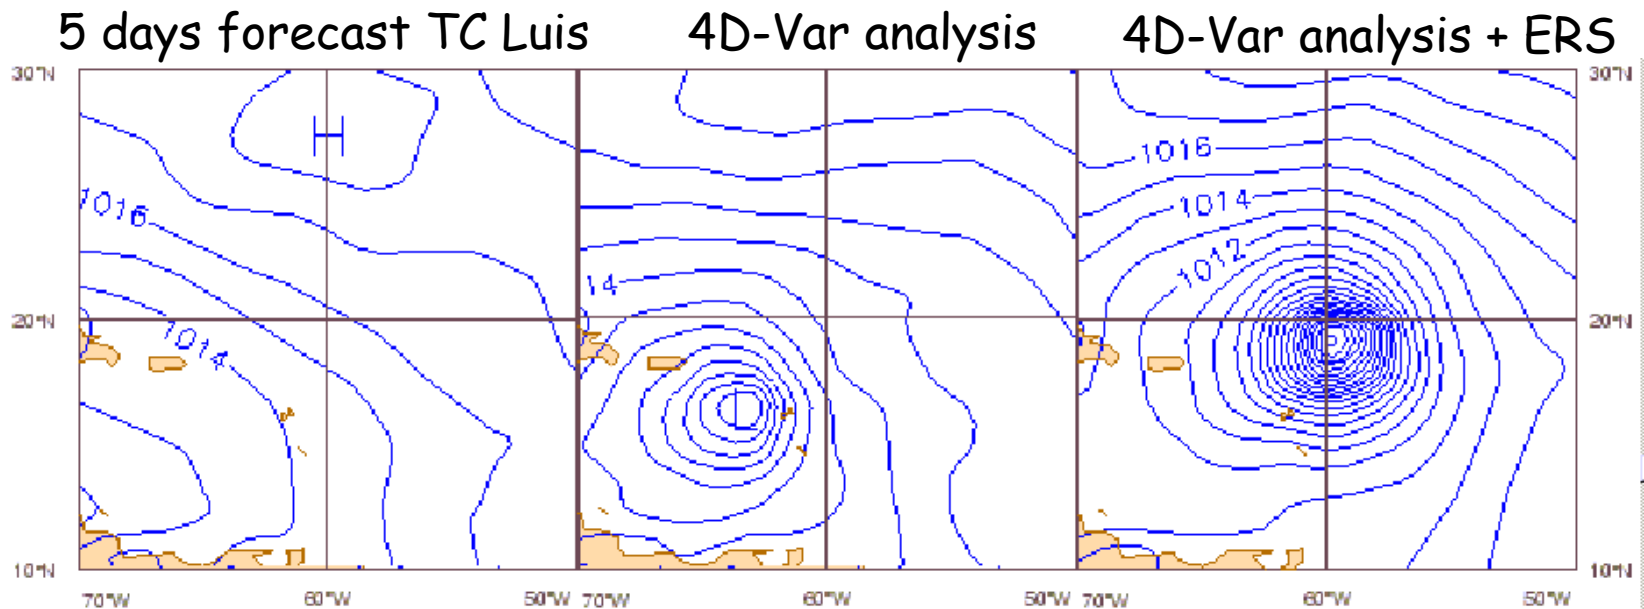 5 days forecast TC Luis
4D-Var analysis
4D-Var analysis + ERS
30°N
30°N
H
1016
1016
1014
1012
14
20°N
20°N
1014
10°N
10°N
70°W
60°W
50°W
70°W
60°W
50°W
70°W
60°W
50°W